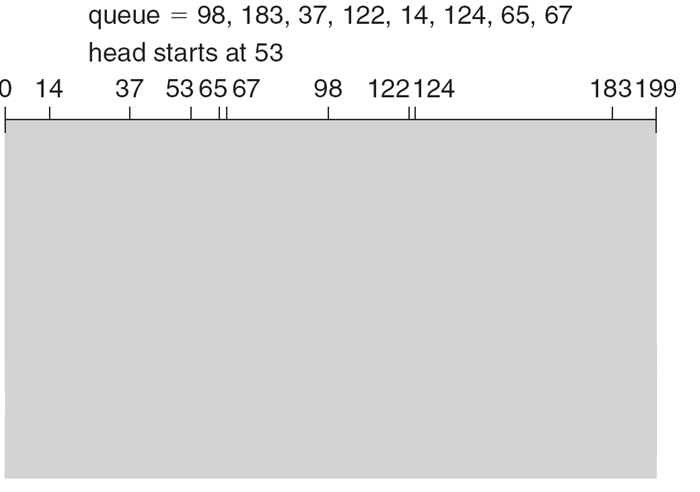 queue = 98, 183, 37, 122, 14, 124, 65, 67
head starts at 53
0 14 37 53 65 67 98 122 124 183 199